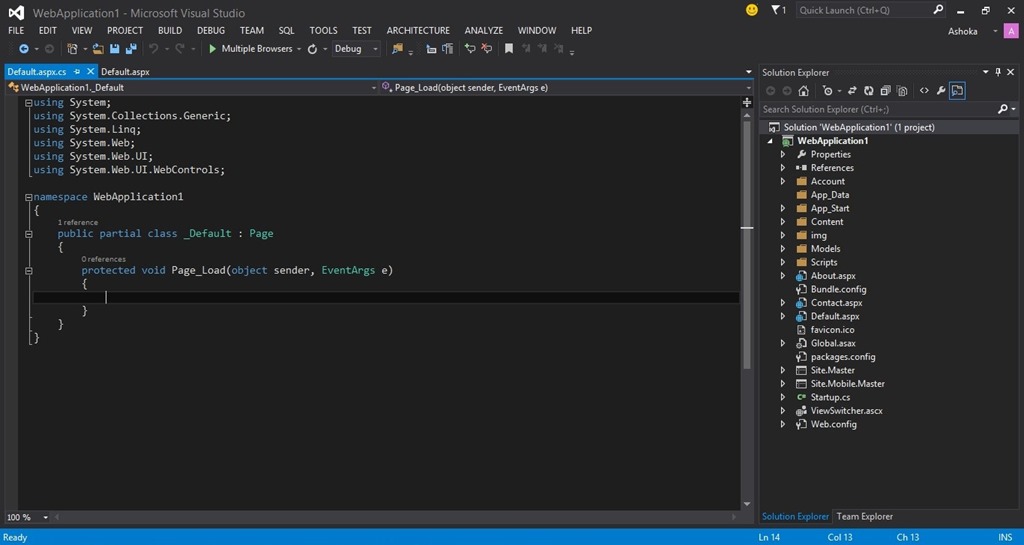 WebApplication1 - Microsoft Visual Studio
1
Quick Launch (Ctrl+Q)
FILE EDIT VIEW PROJECT BUILD DEBUG TEAM SQL TOOLS TEST ARCHITECTURE ANALYZE WINDOW HELP
Ashoka
A
Multiple Browsers
Debug
Default.aspx.cs
Default.aspx
WebApplication1._Default
Page_Load(object sender, EventArgs e)
using System;
using System.Collections.Generic;
using System.Linq;
using System.Web;
using System.Web.UI;
using System.Web.UI.WebControls;
namespace WebApplication1
{
1 reference
public partial class _Default : Page
{
0 references
protected void Page_Load(object sender, EventArgs e)
{
}
}
}
100 %
Solution Explorer
Search Solution Explorer (Ctrl+;)
Solution 'WebApplication1' (1 project)
WebApplication1
Properties
References
Account
App_Data
App_Start
Content
img
Models
Scripts
About.aspx
Bundle.config
Contact.aspx
Default.aspx
favicon.ico
Global.asax
packages.config
Site.Master
Site.Mobile.Master
Startup.cs
ViewSwitcher.ascx
Web.config
Solution Explorer Team Explorer
Ready
Ln 14 Col 13 Ch 13 INS